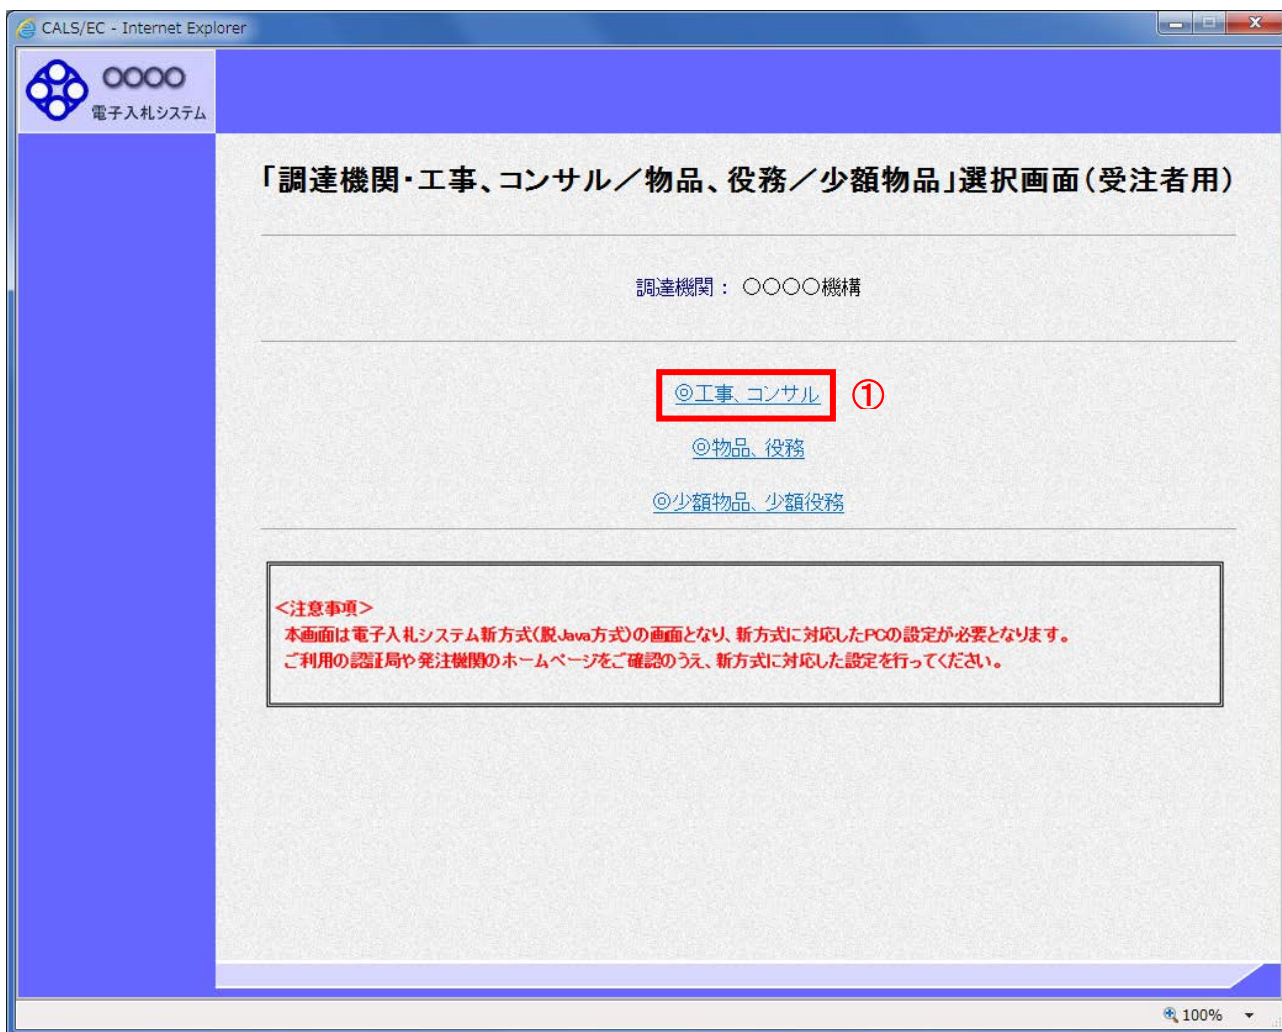 CALS/EC - Internet Explorer
○○○○
電子入札システム
「調達機関・工事、コンサル／物品、役務／少額物品」選択画面（受注者用）
調達機関： ○○○○機構
◎工事、コンサル ①
◎物品、役務
◎少額物品、少額役務
＜注意事項＞
本画面は電子入札システム新方式(脱Java方式)の画面となり、新方式に対応したPCの設定が必要となります。
ご利用の認証局や発注機関のホームページをご確認のうえ、新方式に対応した設定を行ってください。
100%